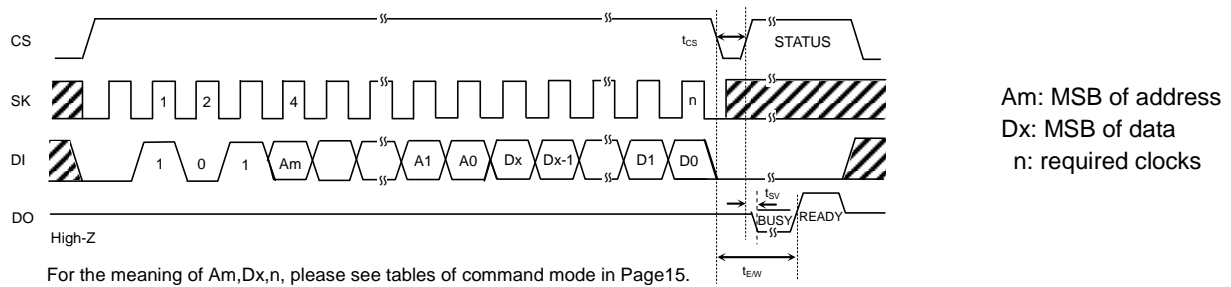 CS
tCS
STATUS
SK
1
2
4
n
DI
1
0
1
Am
A1
A0
Dx
Dx-1
D1
D0
tSV
DO
BUSY
READY
High-Z
tE/W
For the meaning of Am,Dx,n, please see tables of command mode in Page15.
Am: MSB of address
Dx: MSB of data
n: required clocks